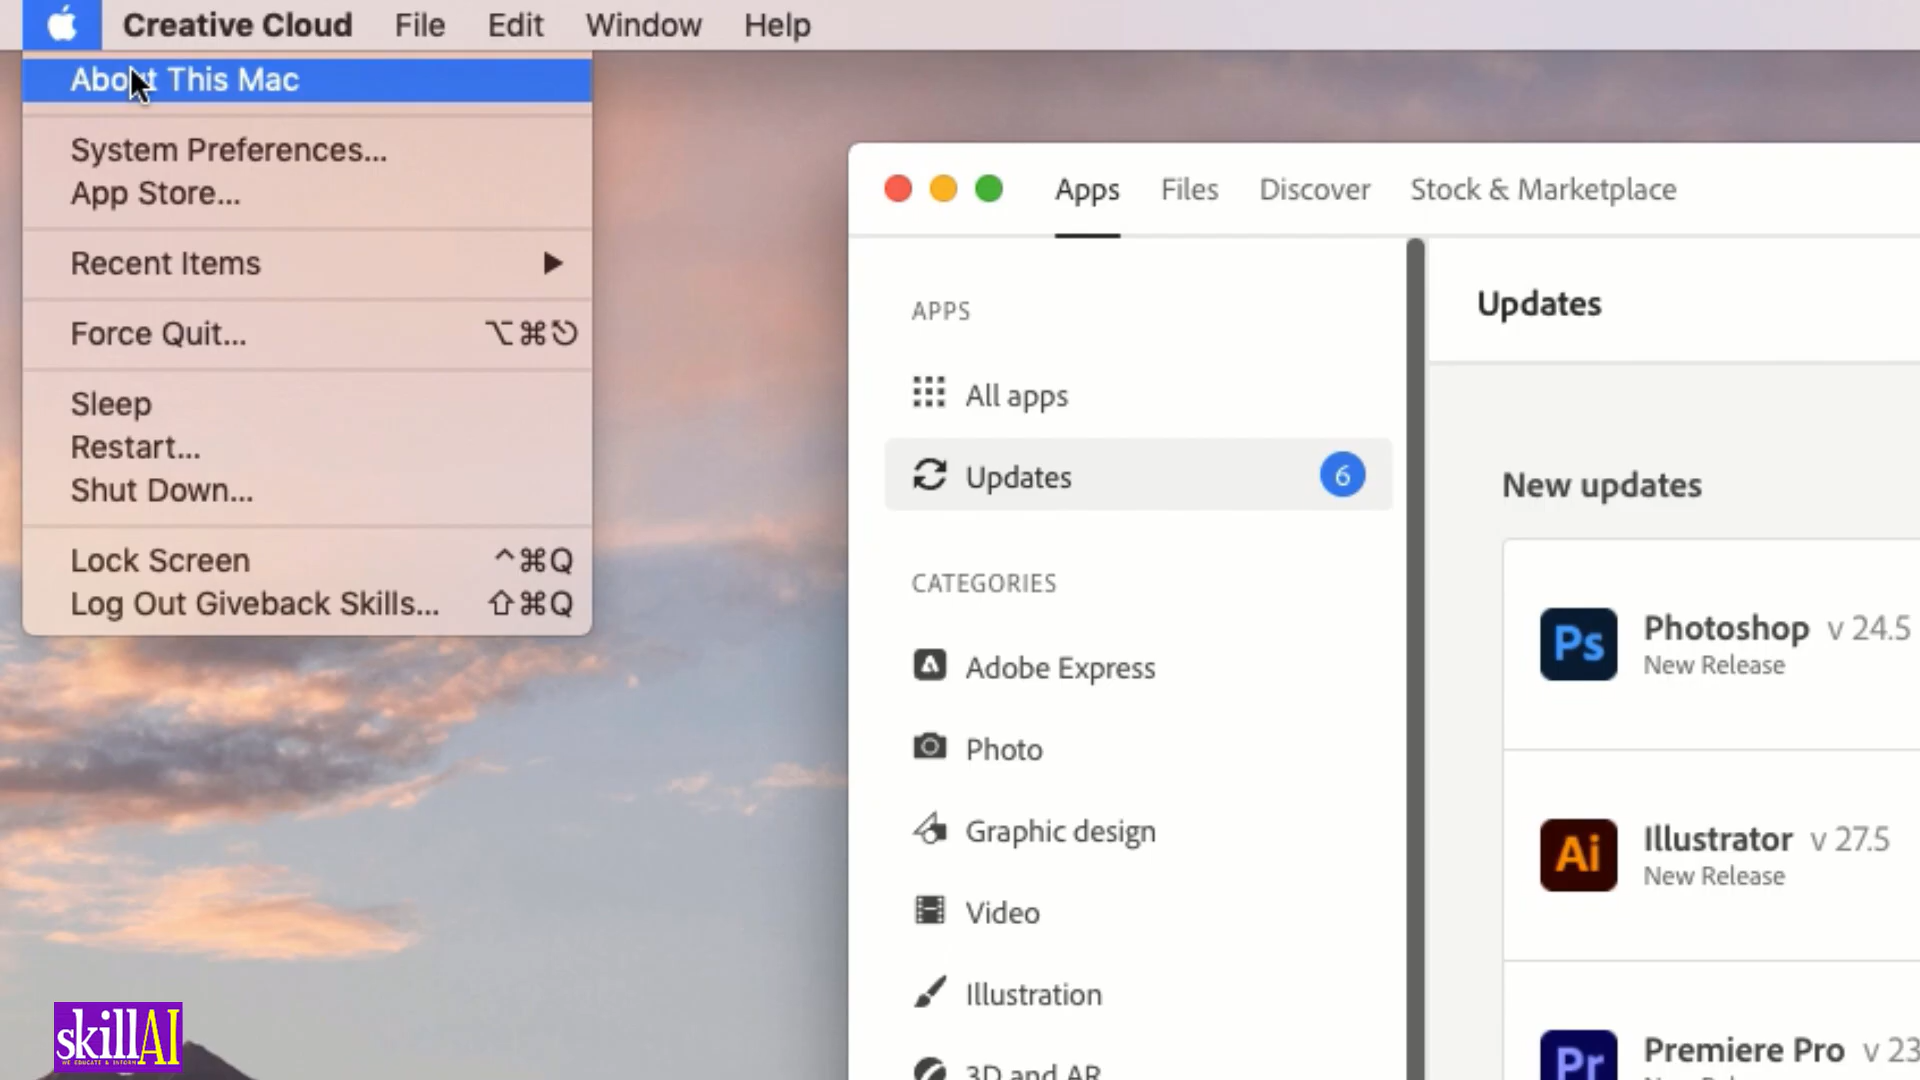 Creative Cloud File Edit Window Help
About This Mac
System Preferences...
App Store...
Recent Items
Force Quit... ⌥⌘⎋
Sleep
Restart...
Shut Down...
Lock Screen ^⌘Q
Log Out Giveback Skills... ⇧⌘Q
Apps Files Discover Stock & Marketplace
APPS
All apps
Updates 6
CATEGORIES
Adobe Express
Photo
Graphic design
Video
Illustration
3D and AR
Updates
New updates
Ps Photoshop v 24.5
New Release
Ai Illustrator v 27.5
New Release
Pr Premiere Pro v 23
skillAI
WE EDUCATE & INFORM